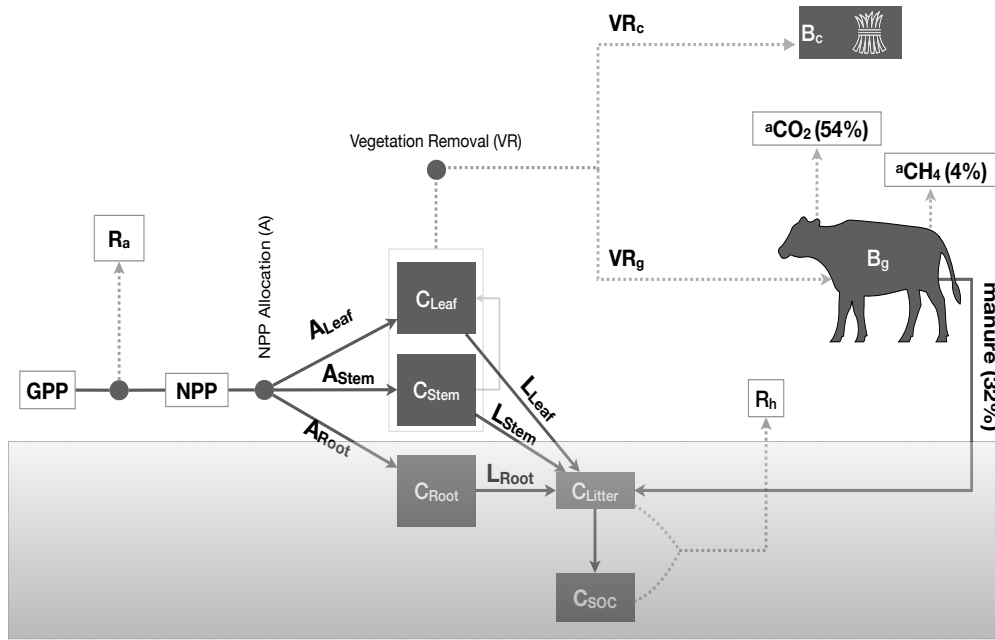 VRc
Bc
Vegetation Removal (VR)
aCO2 (54%)
aCH4 (4%)
Ra
NPP Allocation (A)
VRg
Bg
CLeaf
ALeaf
manure (32%)
GPP
NPP
AStem
CStem
LLeaf
LStem
Rh
ARoot
CRoot
LRoot
CLitter
CSOC